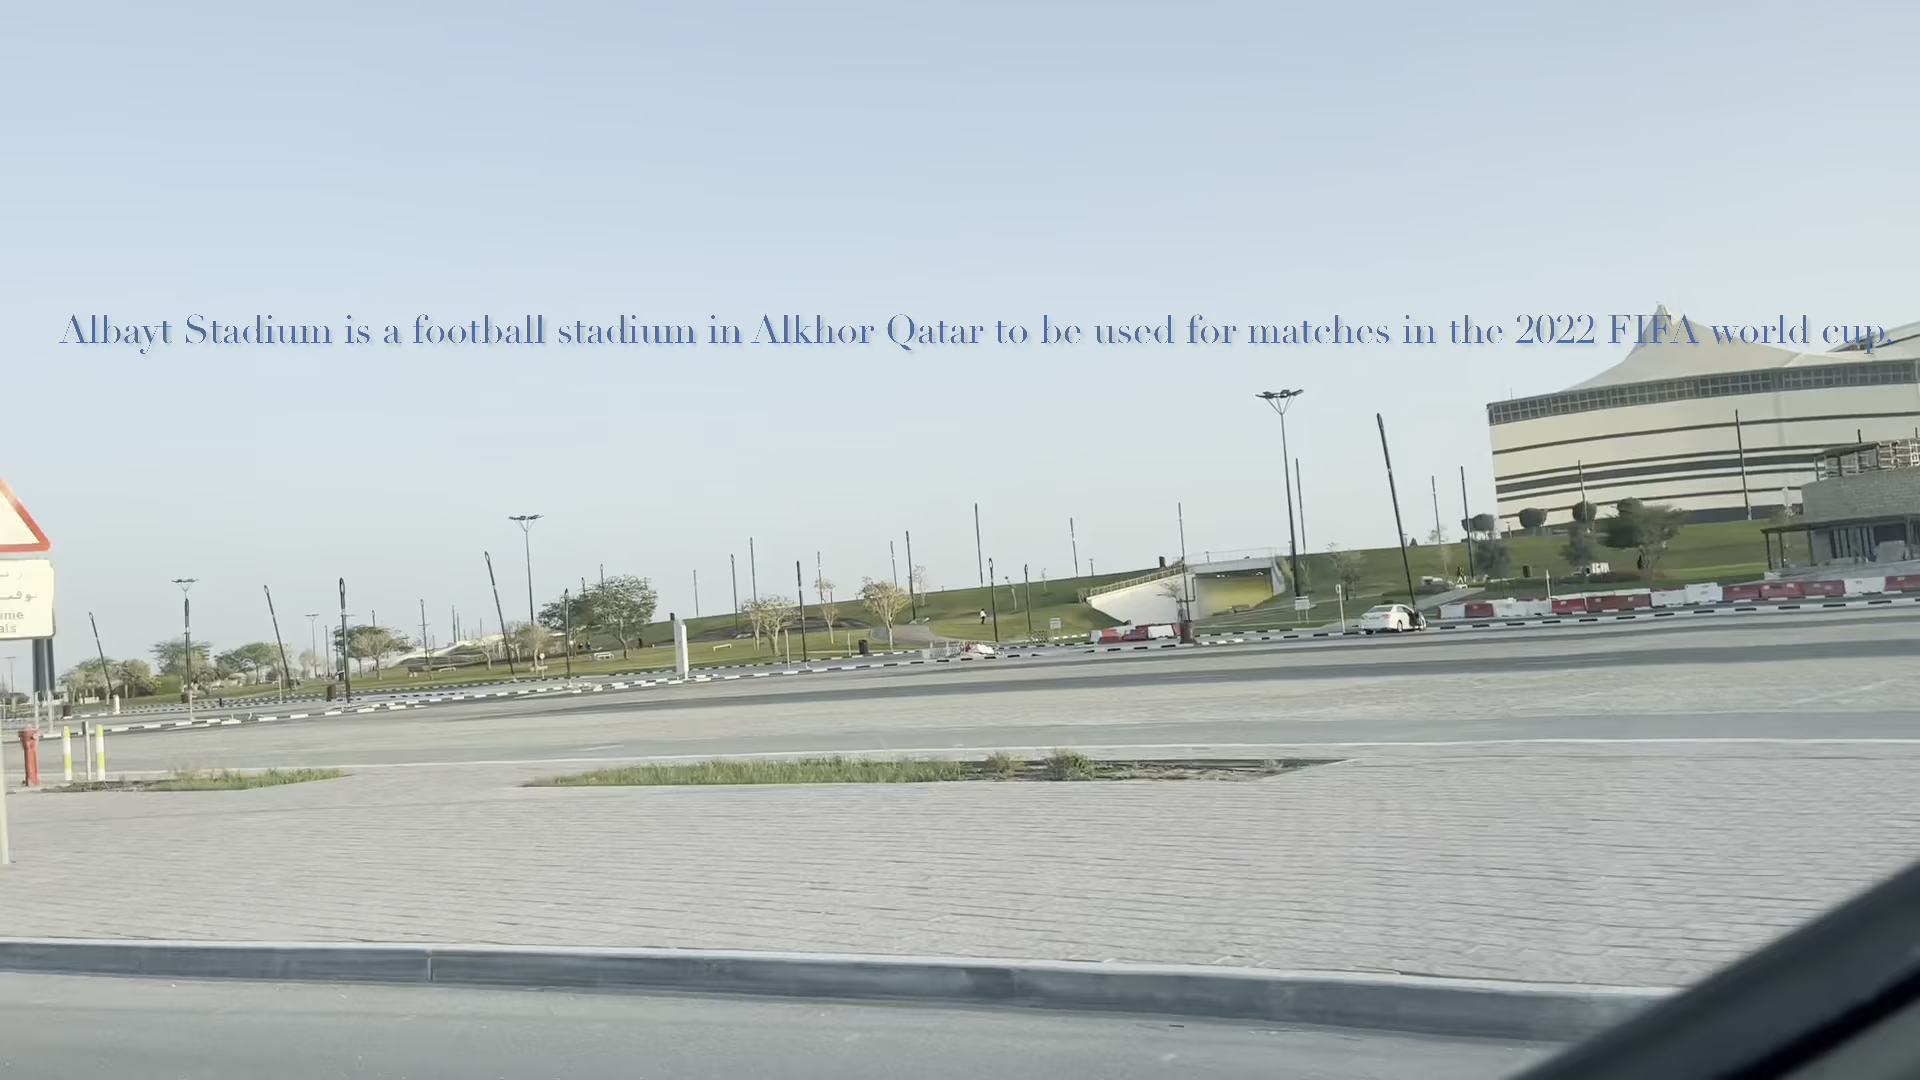 Albayt Stadium is a football stadium in Alkhor Qatar to be used for matches in the 2022 FIFA world cup.